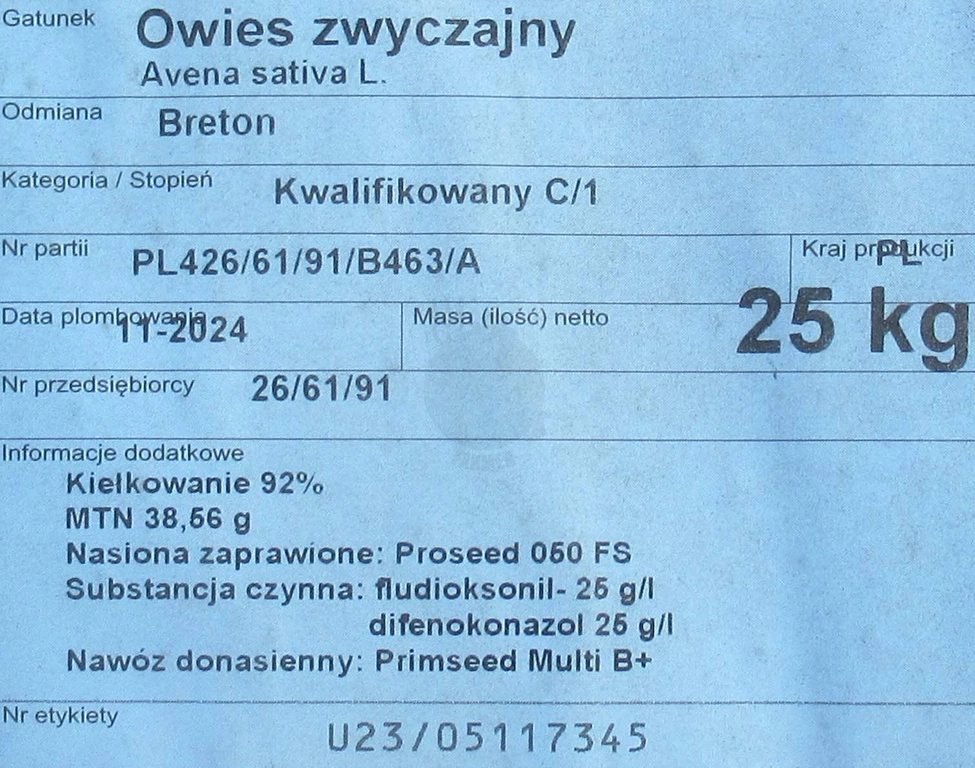 Gatunek Owies zwyczajny
Avena sativa L.
Odmiana Breton
Kategoria / Stopień Kwalifikowany C/1
Nr partii PL426/61/91/B463/A Kraj produkcji PL
Data plombowania 11-2024 Masa (ilość) netto 25 kg
Nr przedsiębiorcy 26/61/91
Informacje dodatkowe
Kiełkowanie 92%
MTN 38,56 g
Nasiona zaprawione: Proseed 050 FS
Substancja czynna: fludioksonil- 25 g/l
difenokonazol 25 g/l
Nawóz donasienny: Primseed Multi B+
Nr etykiety U23/05117345